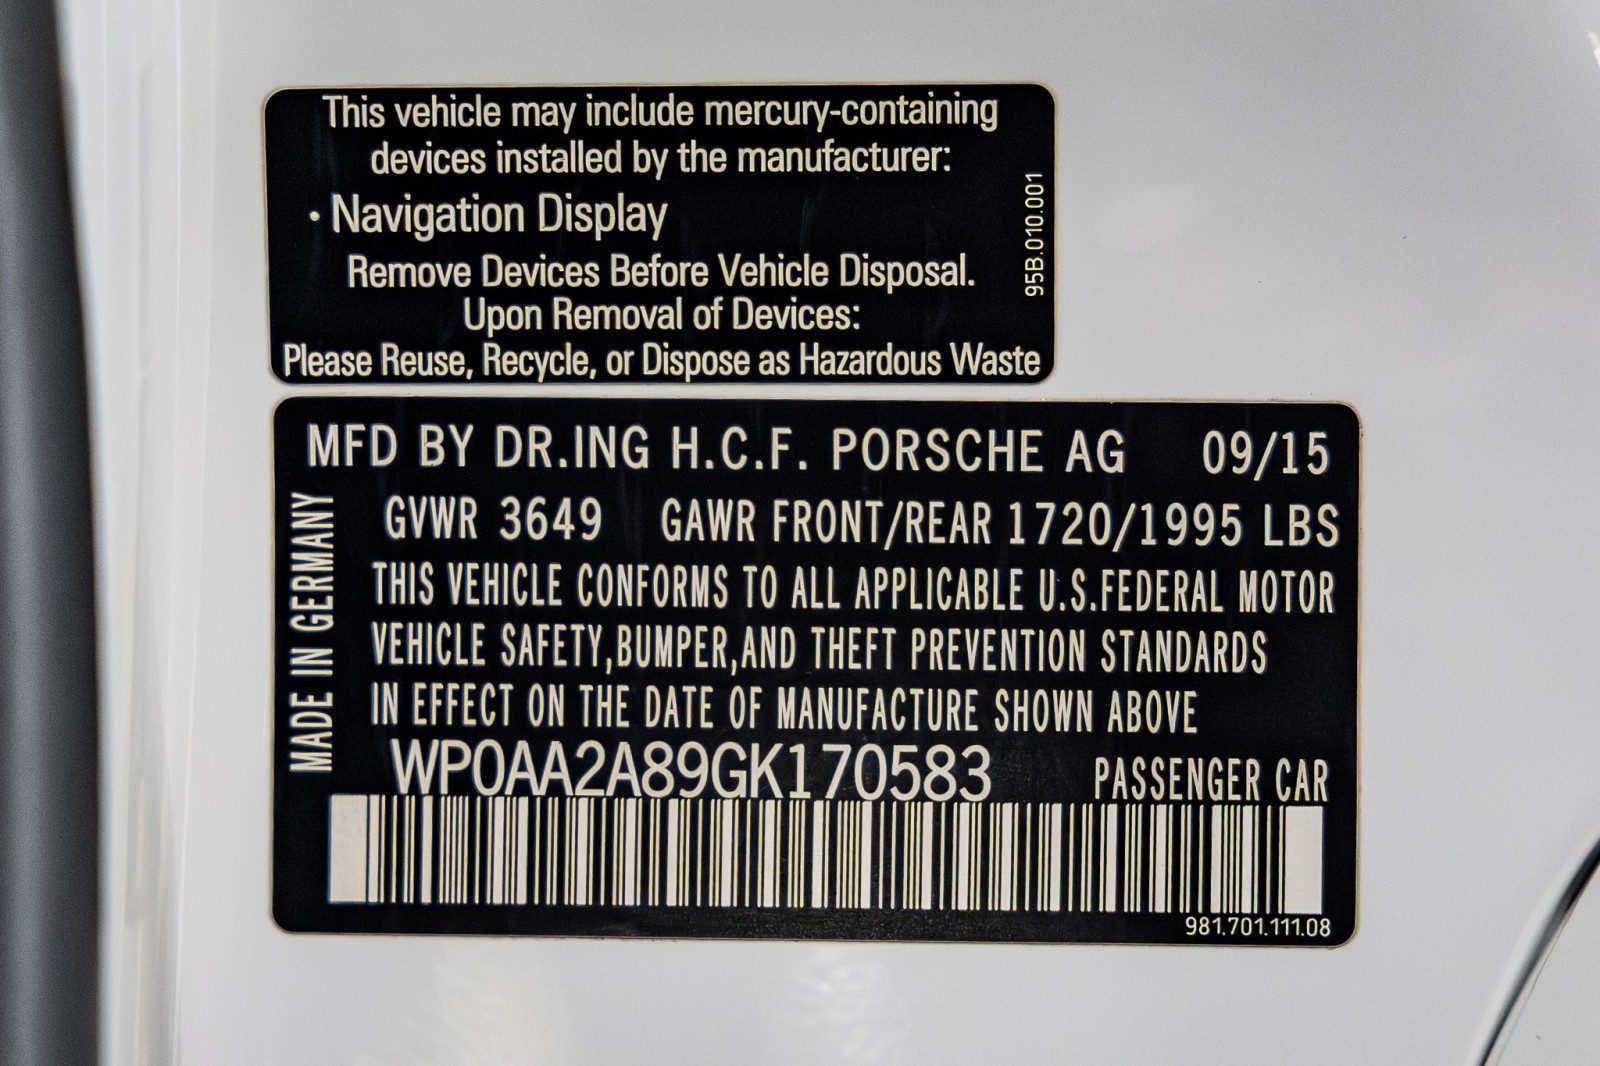 This vehicle may include mercury-containing
devices installed by the manufacturer:
· Navigation Display
Remove Devices Before Vehicle Disposal.
Upon Removal of Devices:
Please Reuse, Recycle, or Dispose as Hazardous Waste
95B.010.001
MFD BY DR.ING H.C.F. PORSCHE AG 09/15
GVWR 3649 GAWR FRONT/REAR 1720/1995 LBS
THIS VEHICLE CONFORMS TO ALL APPLICABLE U.S.FEDERAL MOTOR
VEHICLE SAFETY,BUMPER,AND THEFT PREVENTION STANDARDS
IN EFFECT ON THE DATE OF MANUFACTURE SHOWN ABOVE
MADE IN GERMANY
WP0AA2A89GK170583 PASSENGER CAR
981.701.111.08